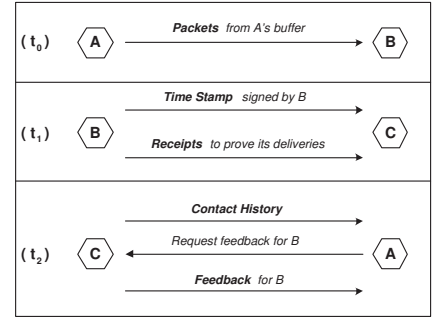 Packets from A's buffer
(t0) A B
Time Stamp signed by B
(t1) B C
Receipts to prove its deliveries
Contact History
Request feedback for B
(t2) C A
Feedback for B